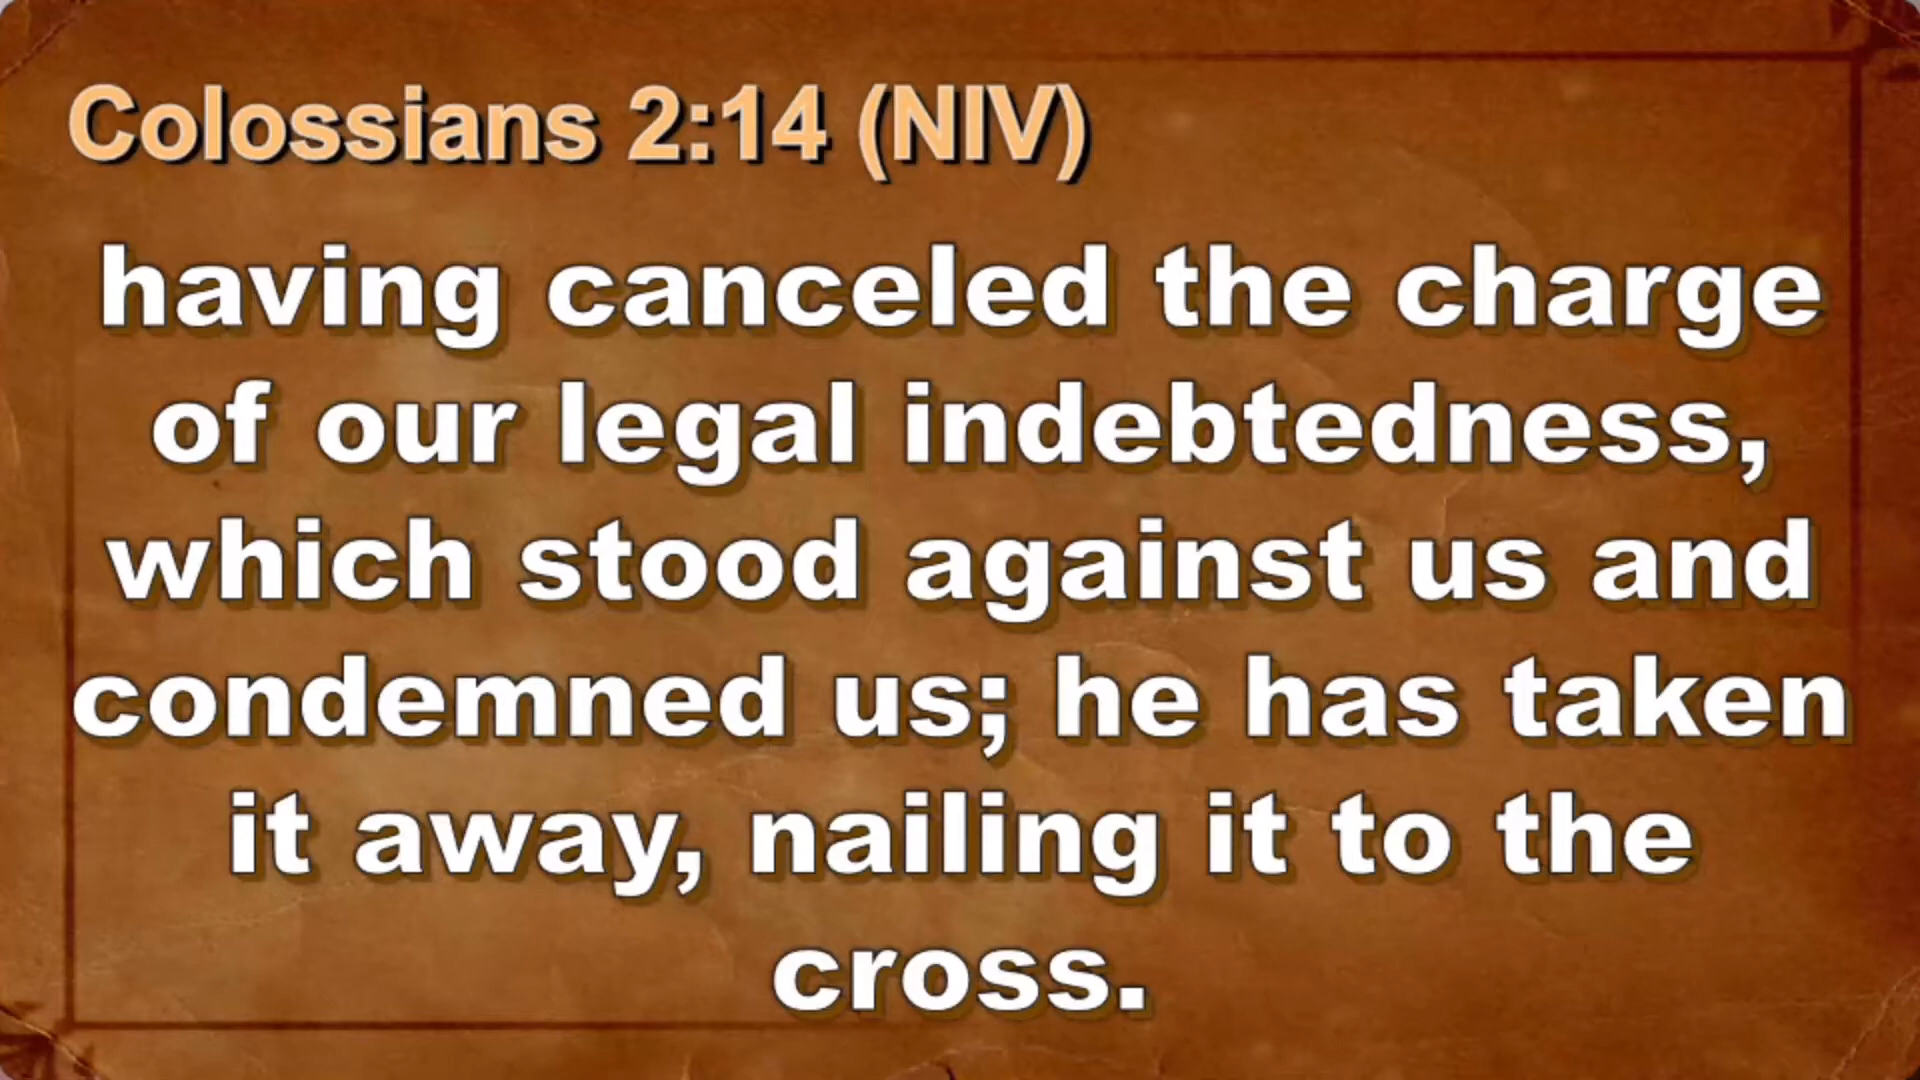 Colossians 2:14 (NIV)
having canceled the charge
of our legal indebtedness,
which stood against us and
condemned us; he has taken
it away, nailing it to the
cross.